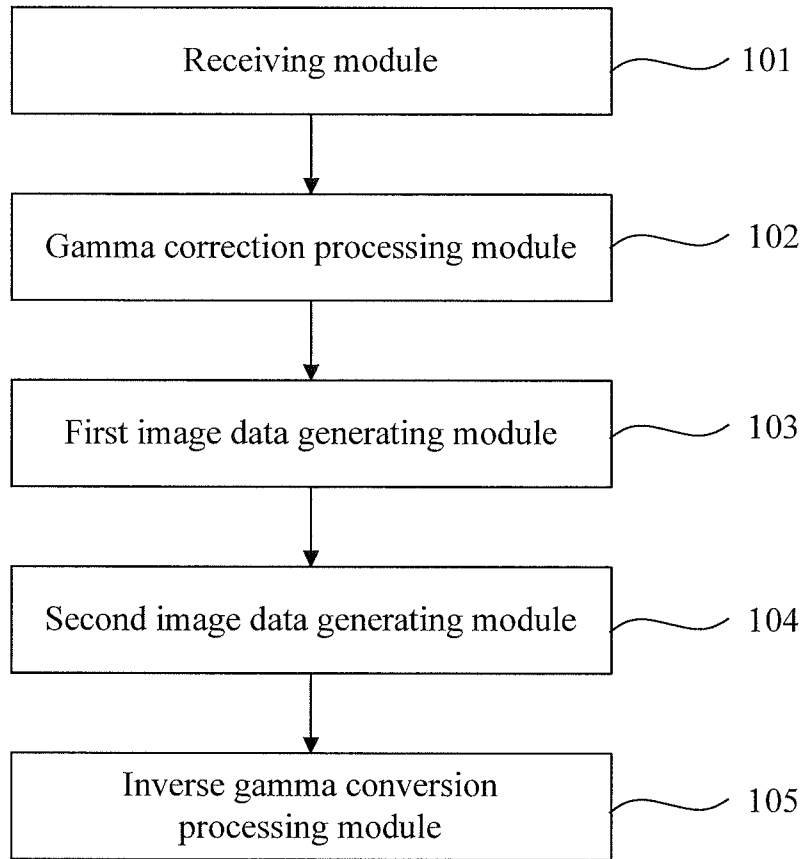 Receiving module 101
Gamma correction processing module 102
First image data generating module 103
Second image data generating module 104
Inverse gamma conversion
processing module 105